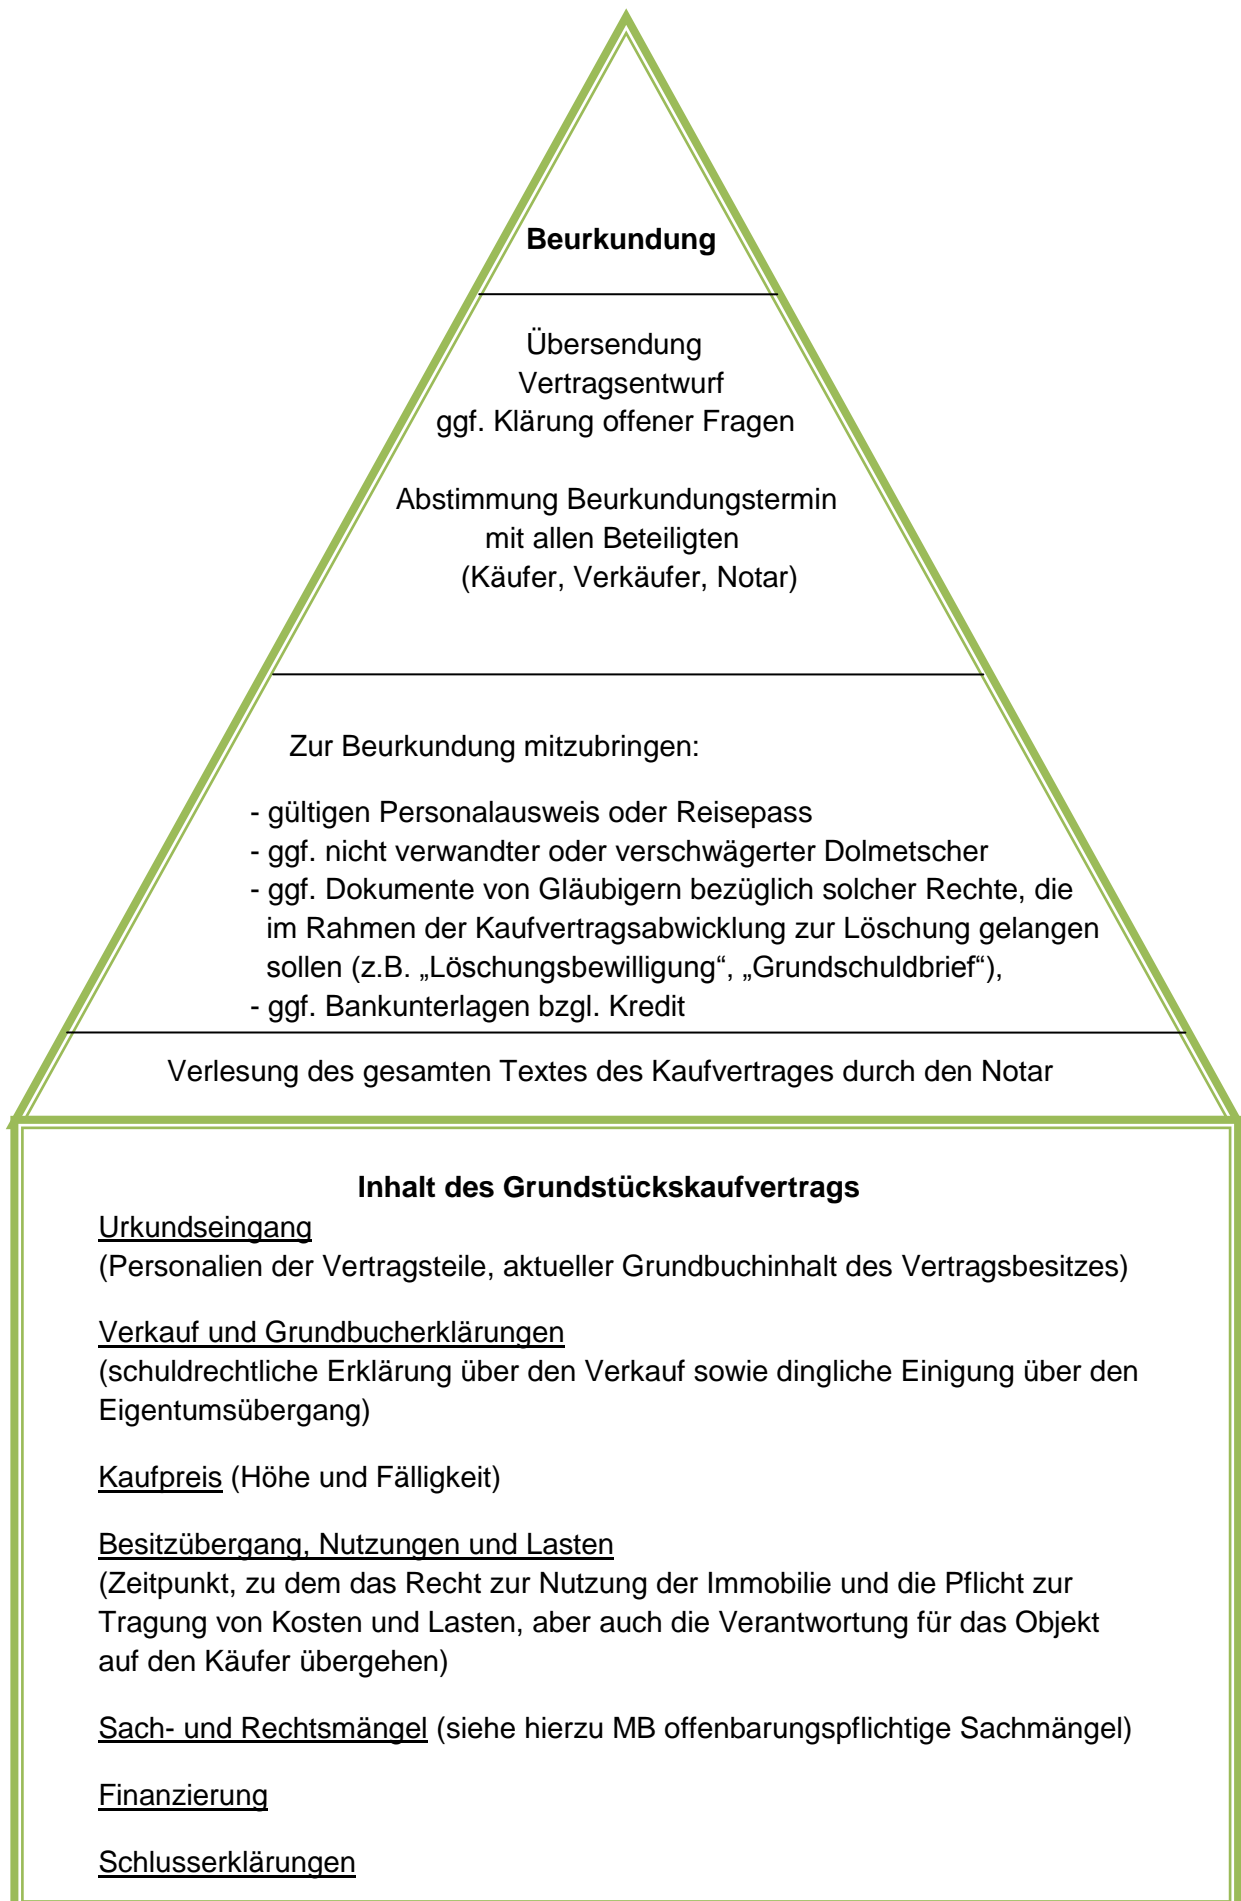 Beurkundung
Übersendung
Vertragsentwurf
ggf. Klärung offener Fragen
Abstimmung Beurkundungstermin
mit allen Beteiligten
(Käufer, Verkäufer, Notar)
Zur Beurkundung mitzubringen:
- gültigen Personalausweis oder Reisepass
- ggf. nicht verwandter oder verschwägerter Dolmetscher
- ggf. Dokumente von Gläubigern bezüglich solcher Rechte, die
im Rahmen der Kaufvertragsabwicklung zur Löschung gelangen
sollen (z.B. „Löschungsbewilligung“, „Grundschuldbrief“),
- ggf. Bankunterlagen bzgl. Kredit
Verlesung des gesamten Textes des Kaufvertrages durch den Notar
Inhalt des Grundstückskaufvertrags
Urkundseingang
(Personalien der Vertragsteile, aktueller Grundbuchinhalt des Vertragsbesitzes)
Verkauf und Grundbucherklärungen
(schuldrechtliche Erklärung über den Verkauf sowie dingliche Einigung über den
Eigentumsübergang)
Kaufpreis (Höhe und Fälligkeit)
Besitzübergang, Nutzungen und Lasten
(Zeitpunkt, zu dem das Recht zur Nutzung der Immobilie und die Pflicht zur
Tragung von Kosten und Lasten, aber auch die Verantwortung für das Objekt
auf den Käufer übergehen)
Sach- und Rechtsmängel (siehe hierzu MB offenbarungspflichtige Sachmängel)
Finanzierung
Schlusserklärungen